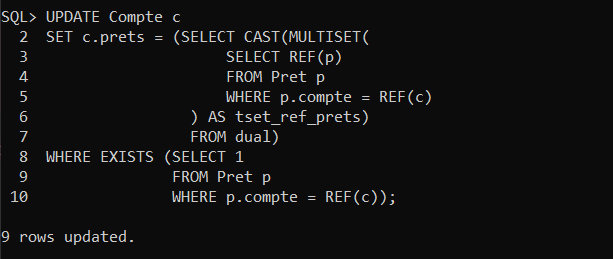 SQL> UPDATE Compte c
  2  SET c.prets = (SELECT CAST(MULTISET(
  3                      SELECT REF(p)
  4                      FROM Pret p
  5                      WHERE p.compte = REF(c)
  6                  ) AS tset_ref_prets)
  7                  FROM dual)
  8  WHERE EXISTS (SELECT 1
  9                FROM Pret p
 10                WHERE p.compte = REF(c));
9 rows updated.